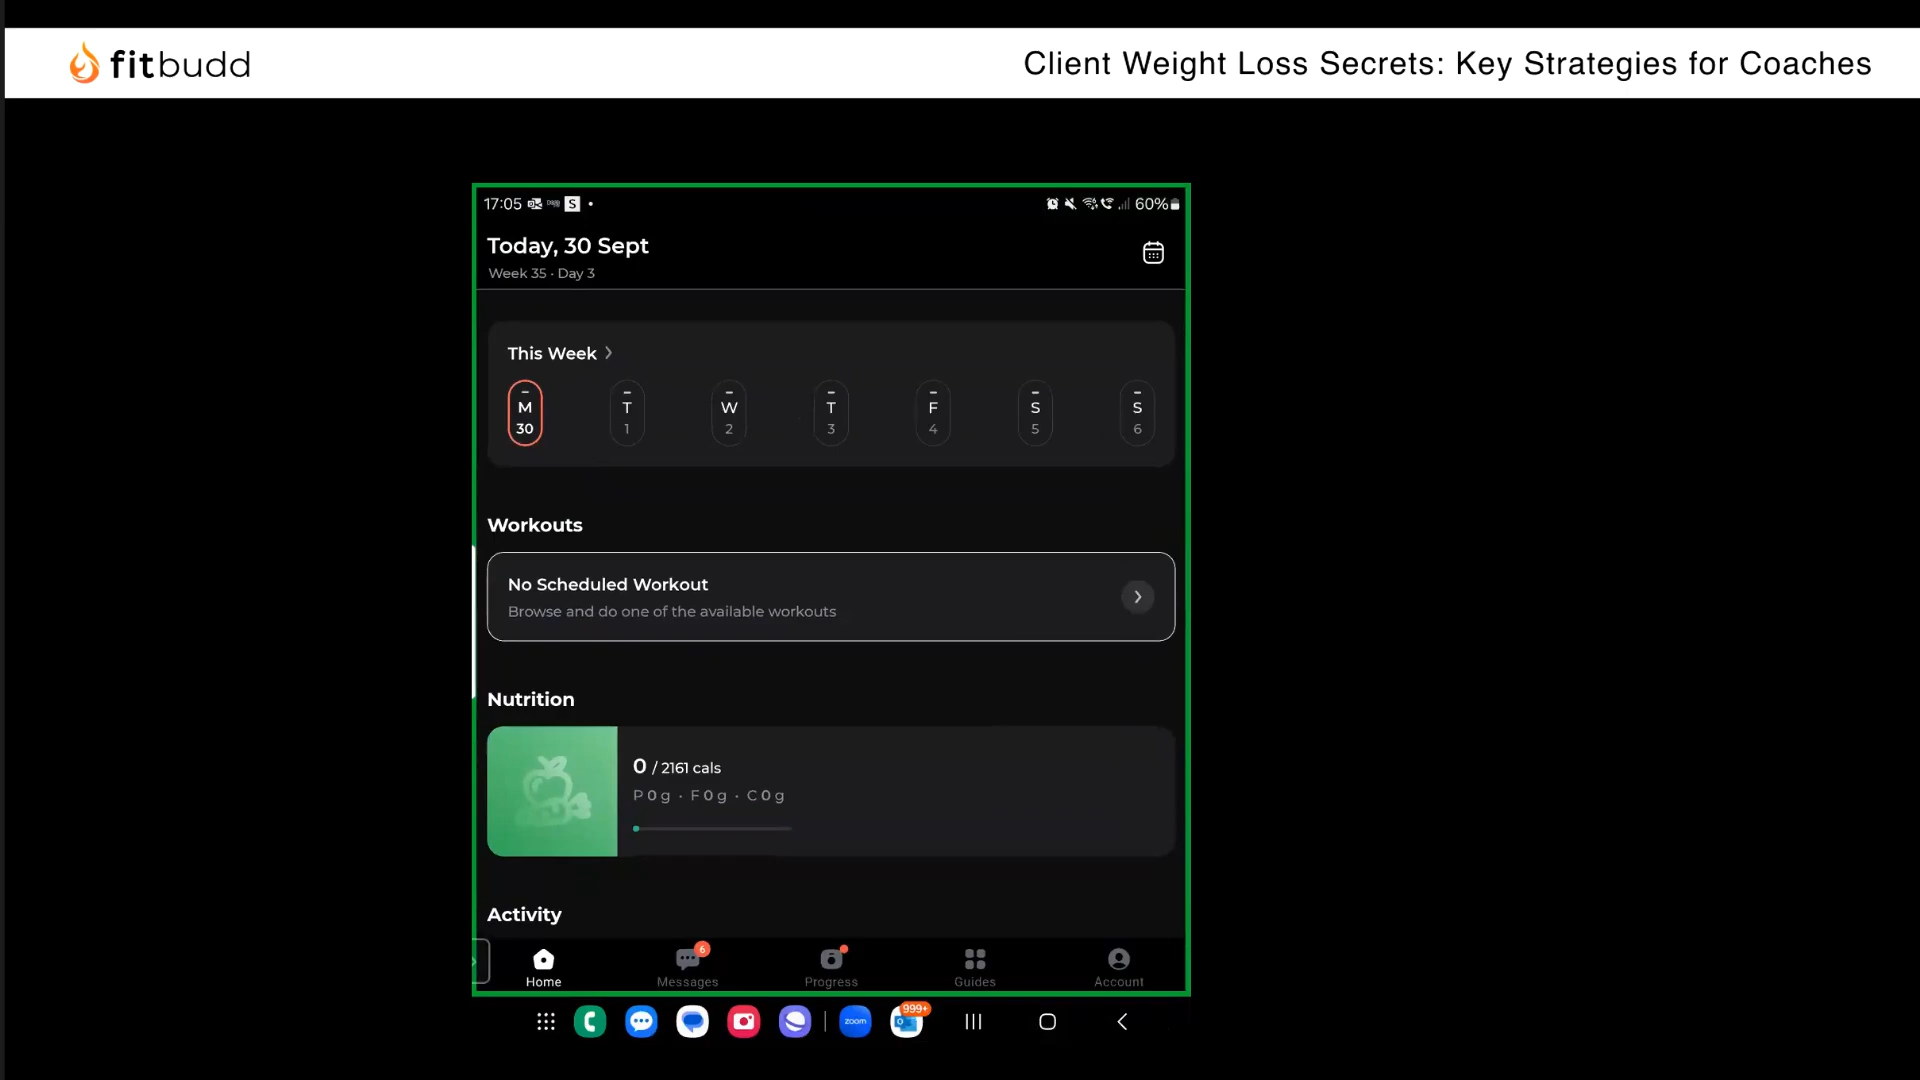 fitbudd
Client Weight Loss Secrets: Key Strategies for Coaches
17:05 S • 60%
Today, 30 Sept
Week 35 · Day 3
This Week
M T W T F S S
30 1 2 3 4 5 6
Workouts
No Scheduled Workout
Browse and do one of the available workouts
Nutrition
0 / 2161 cals
P 0 g · F 0 g · C 0 g
Activity
6
Home Messages Progress Guides Account
999+
zoom